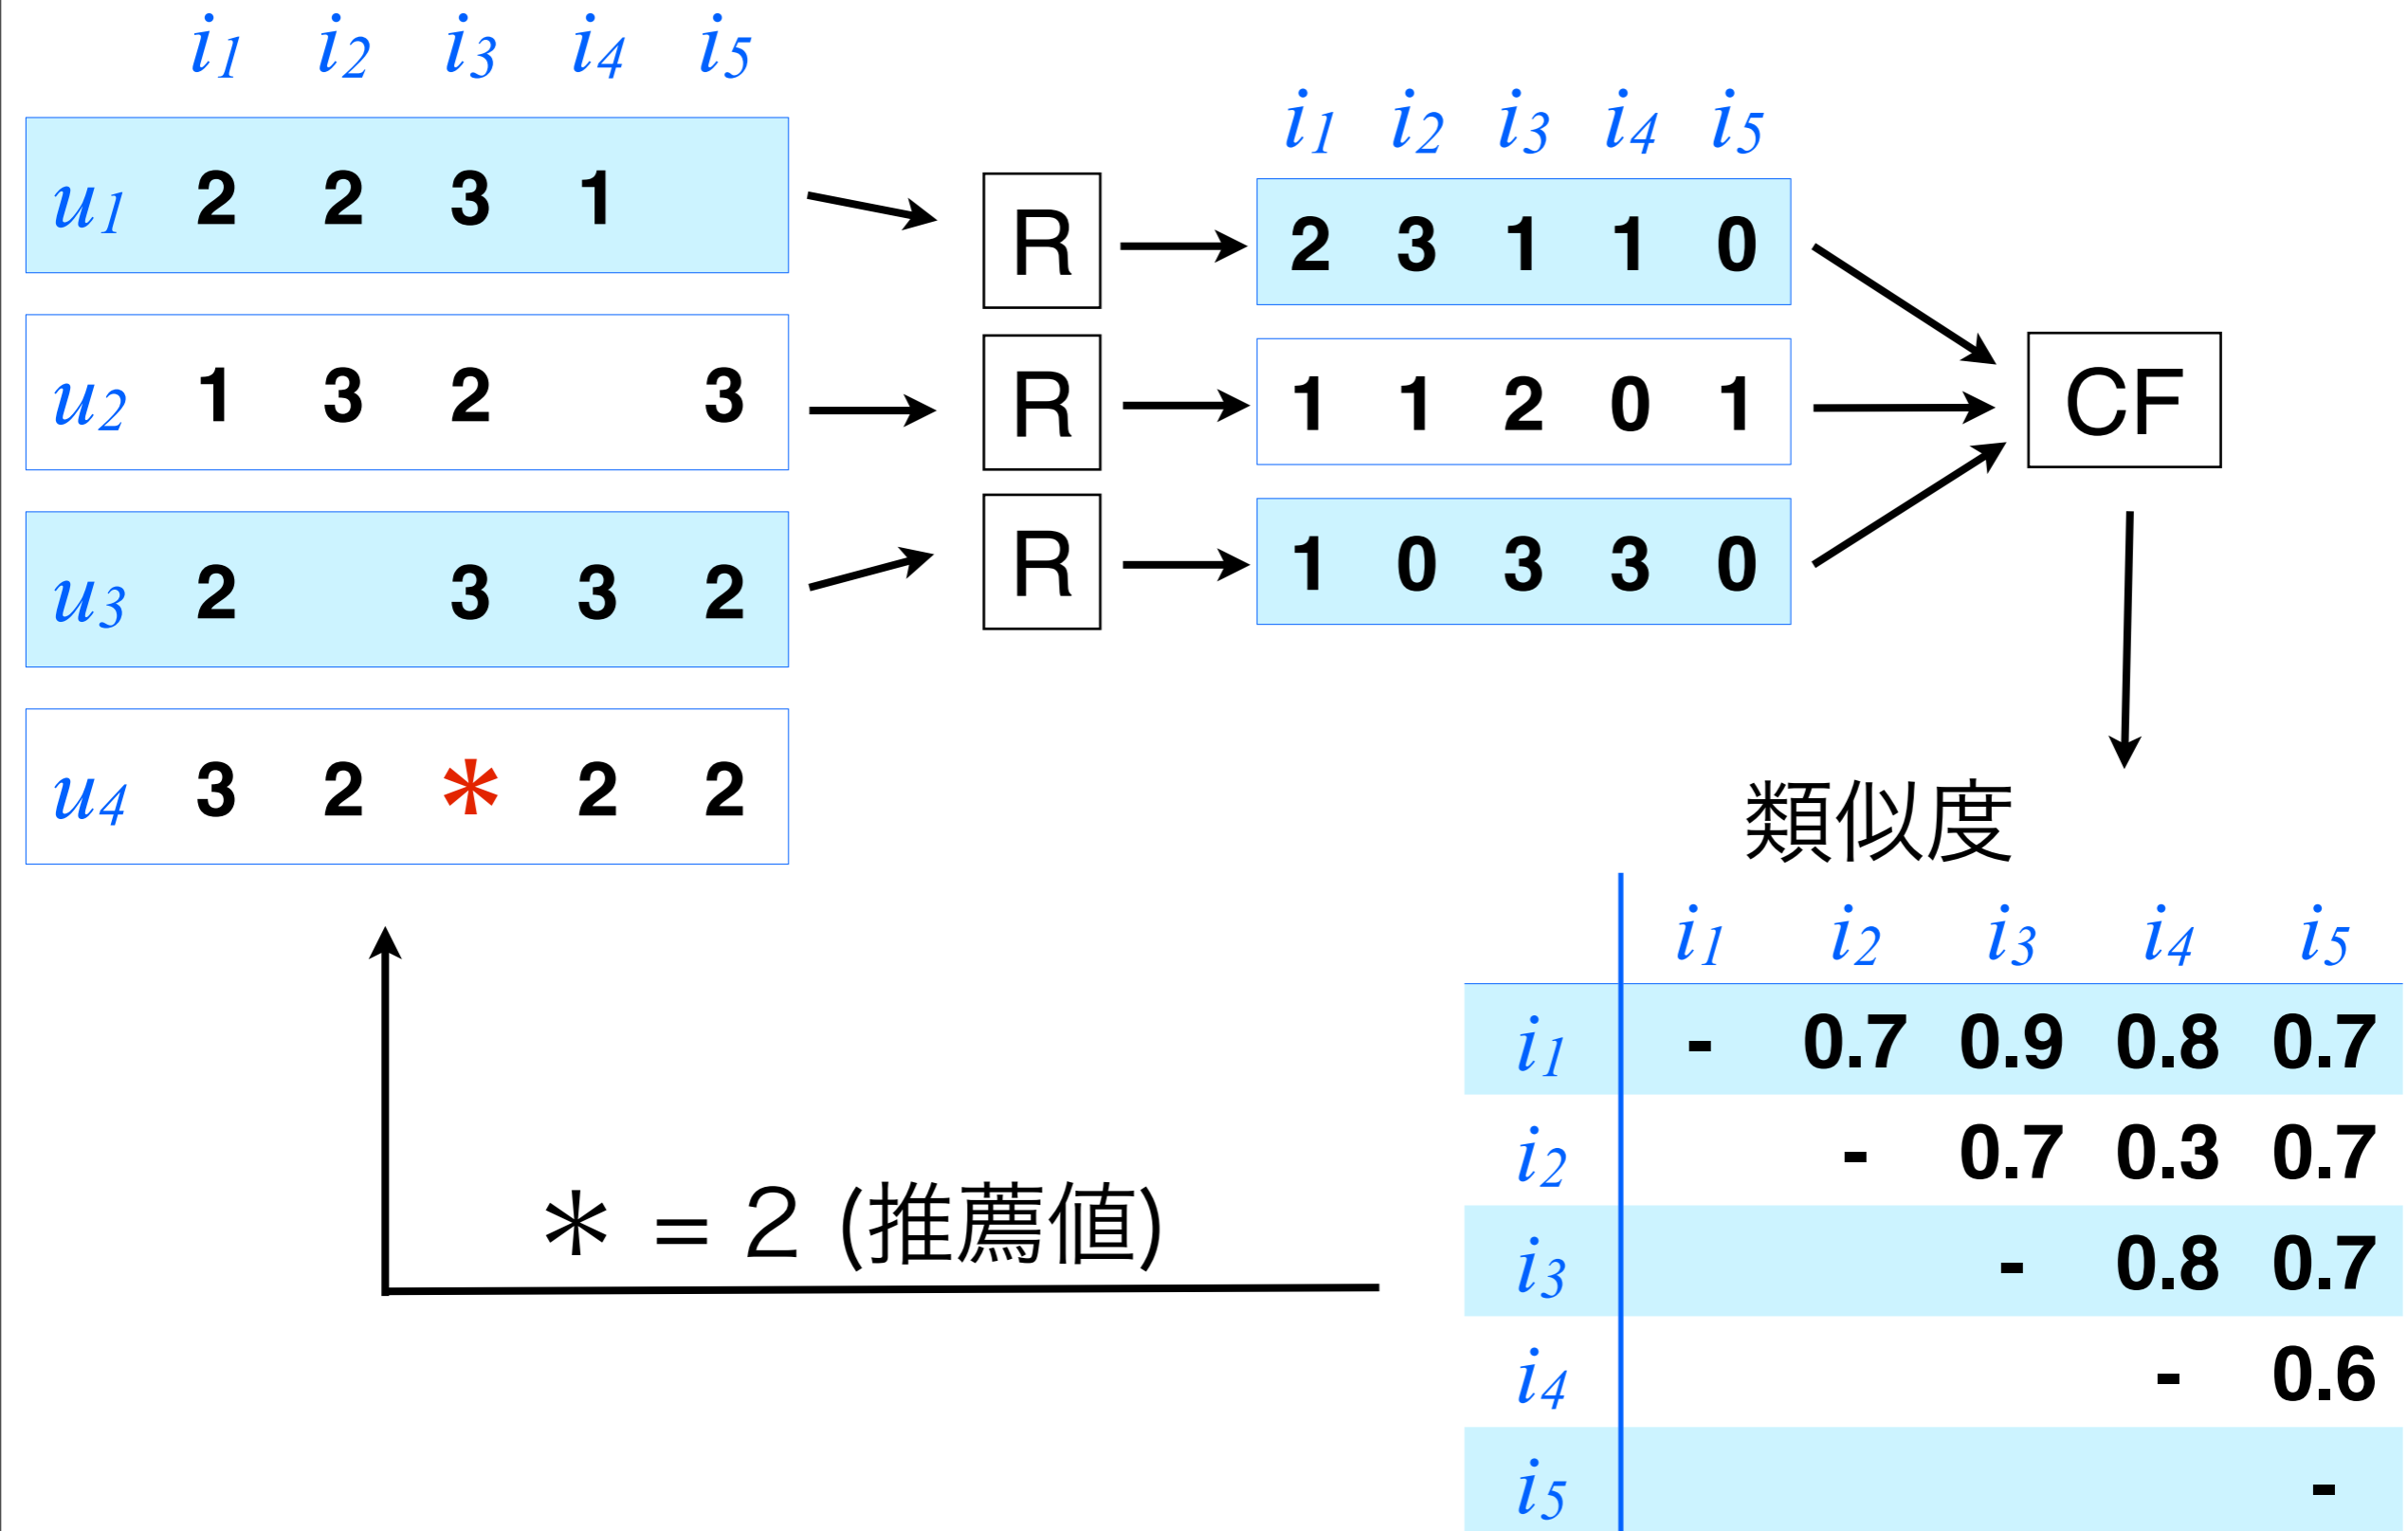 i1 i2 i3 i4 i5
u1 2 2 3 1
u2 1 3 2 3
u3 2 3 3 2
u4 3 2 * 2 2
R
R
R
i1 i2 i3 i4 i5
2 3 1 1 0
1 1 2 0 1
1 0 3 3 0
CF
類似度
i1 i2 i3 i4 i5
i1 - 0.7 0.9 0.8 0.7
i2 - 0.7 0.3 0.7
i3 - 0.8 0.7
i4 - 0.6
i5 -
* = 2 (推薦値)